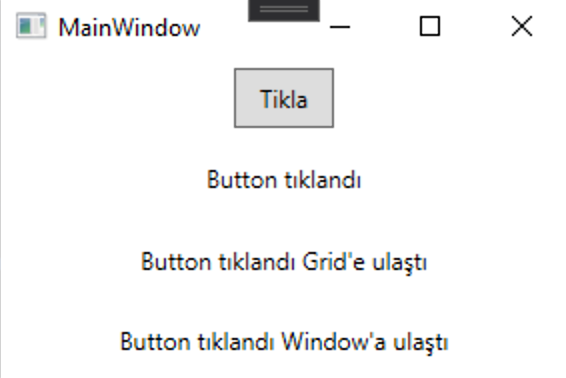 MainWindow
Tikla
Button tıklandı
Button tıklandı Grid'e ulaştı
Button tıklandı Window'a ulaştı